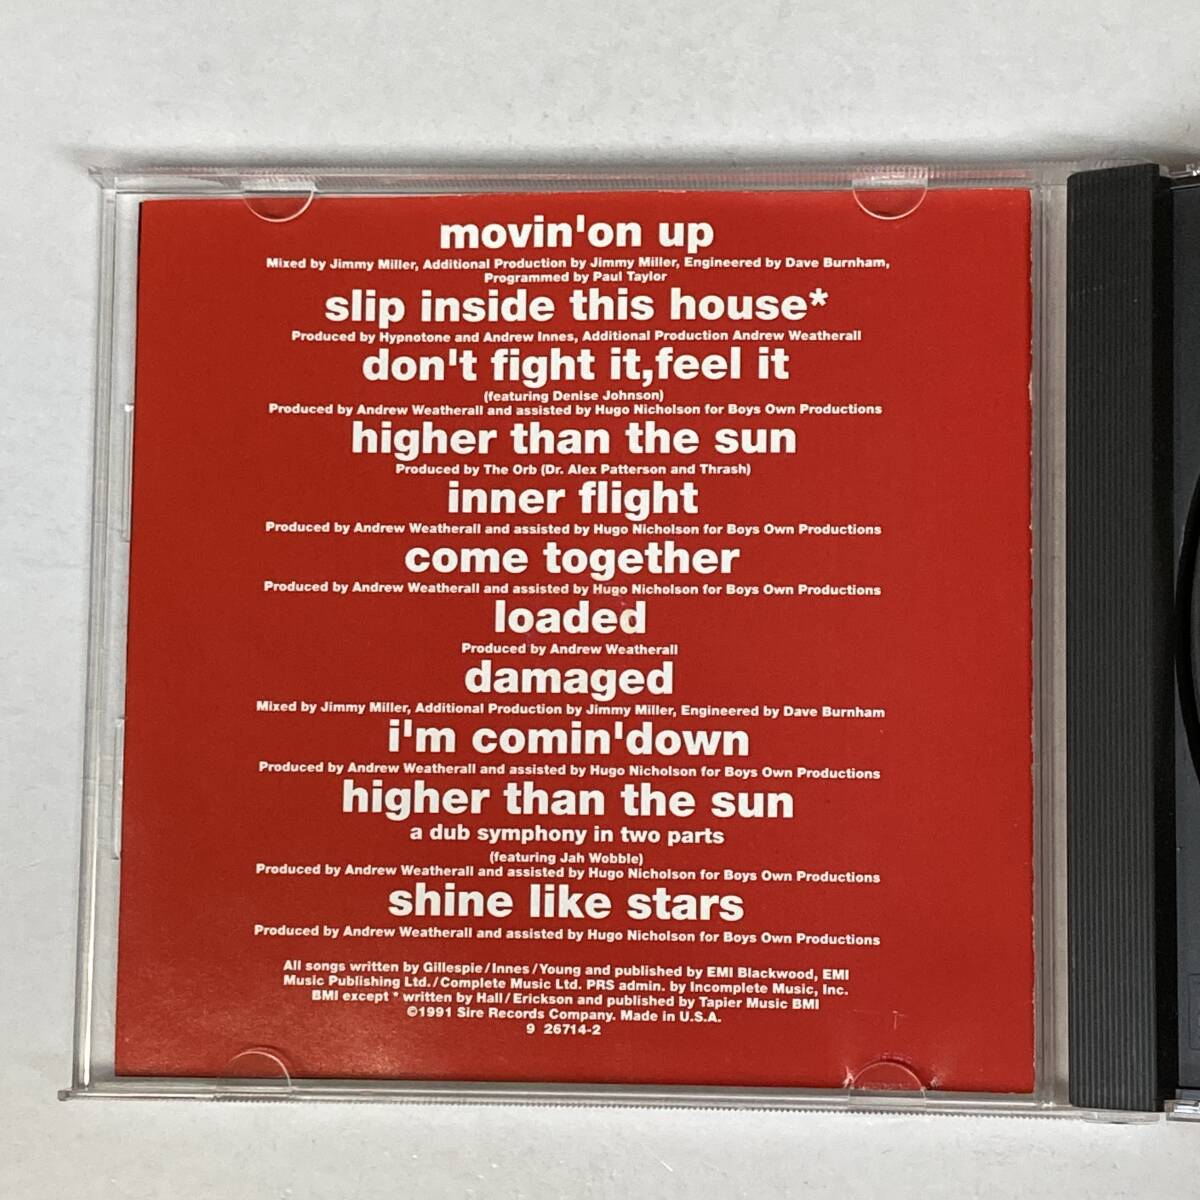 movin'on up
Mixed by Jimmy Miller, Additional Production by Jimmy Miller, Engineered by Dave Burnham,
Programmed by Paul Taylor
slip inside this house*
Produced by Hypnotone and Andrew Innes, Additional Production Andrew Weatherall
don't fight it,feel it
(featuring Denise Johnson)
Produced by Andrew Weatherall and assisted by Hugo Nicholson for Boys Own Productions
higher than the sun
Produced by The Orb (Dr. Alex Patterson and Thrash)
inner flight
Produced by Andrew Weatherall and assisted by Hugo Nicholson for Boys Own Productions
come together
Produced by Andrew Weatherall and assisted by Hugo Nicholson for Boys Own Productions
loaded
Produced by Andrew Weatherall
damaged
Mixed by Jimmy Miller, Additional Production by Jimmy Miller, Engineered by Dave Burnham
i'm comin'down
Produced by Andrew Weatherall and assisted by Hugo Nicholson for Boys Own Productions
higher than the sun
a dub symphony in two parts
(featuring Jah Wobble)
Produced by Andrew Weatherall and assisted by Hugo Nicholson for Boys Own Productions
shine like stars
Produced by Andrew Weatherall and assisted by Hugo Nicholson for Boys Own Productions
All songs written by Gillespie/Innes/Young and published by EMI Blackwood, EMI
Music Publishing Ltd./Complete Music Ltd. PRS admin. by Incomplete Music, Inc.
BMI except * written by Hall/Erickson and published by Tapier Music BMI
©1991 Sire Records Company. Made in U.S.A.
9 26714-2